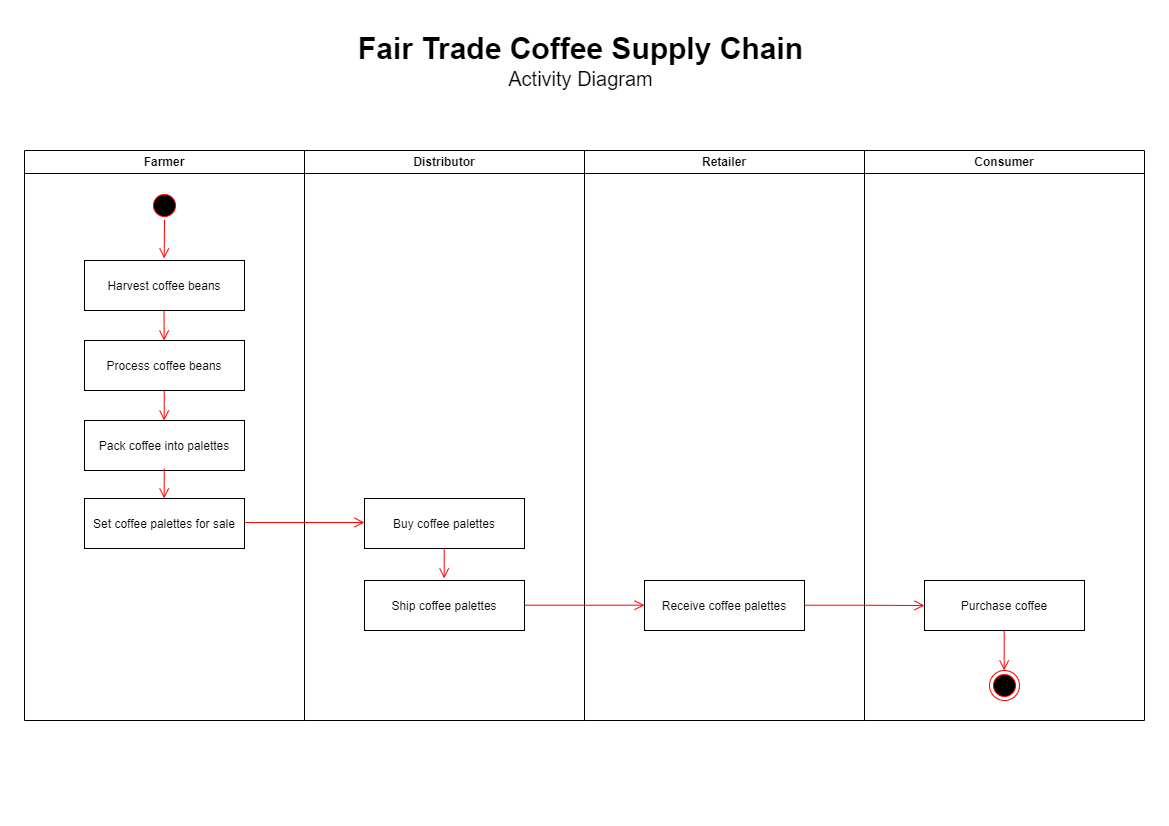 Fair Trade Coffee Supply Chain
Activity Diagram
Farmer
Distributor
Retailer
Consumer
Harvest coffee beans
Process coffee beans
Pack coffee into palettes
Set coffee palettes for sale
Buy coffee palettes
Ship coffee palettes
Receive coffee palettes
Purchase coffee